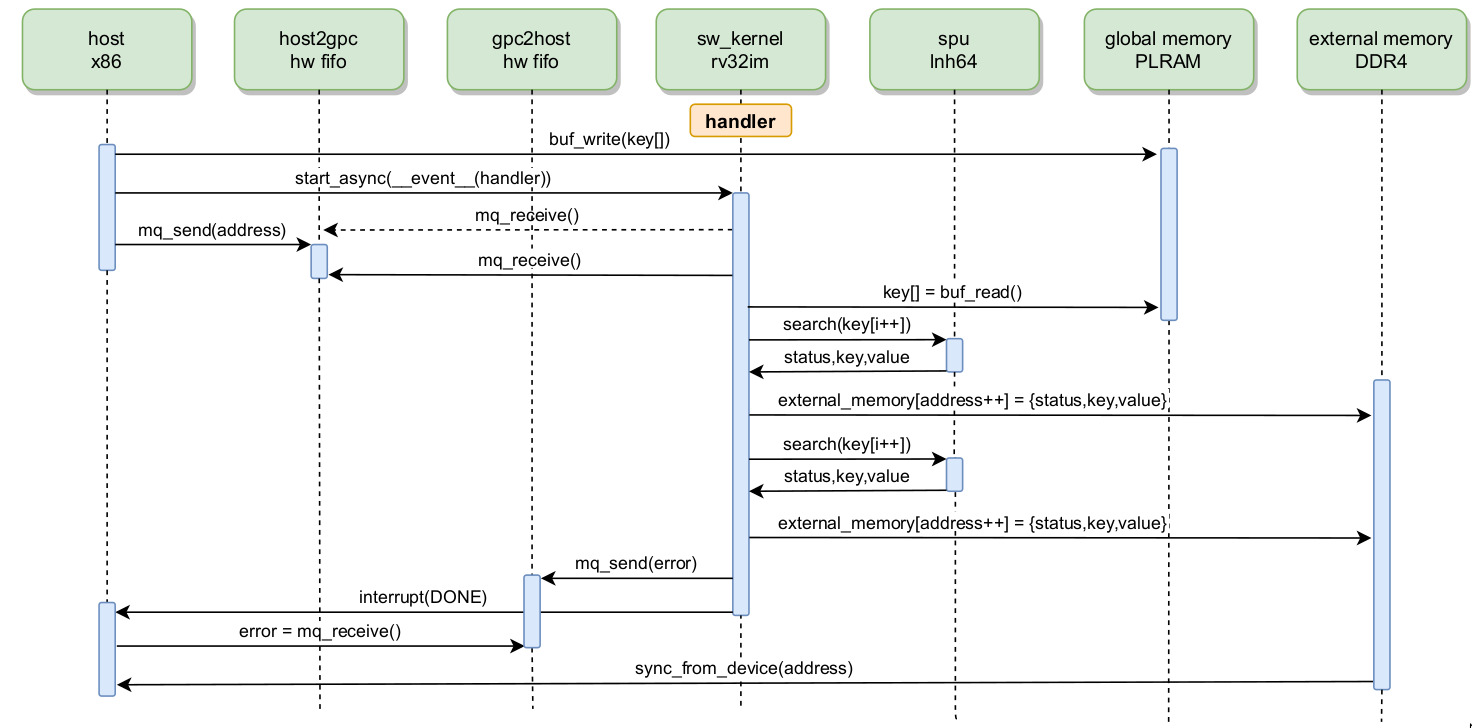 host
x86
host2gpc
hw fifo
gpc2host
hw fifo
sw_kernel
rv32im
spu
lnh64
global memory
PLRAM
external memory
DDR4
handler
buf_write(key[])
start_async(__event__(handler))
mq_receive()
mq_send(address)
mq_receive()
key[] = buf_read()
search(key[i++])
status,key,value
external_memory[address++] = {status,key,value}
search(key[i++])
status,key,value
external_memory[address++] = {status,key,value}
mq_send(error)
interrupt(DONE)
error = mq_receive()
sync_from_device(address)